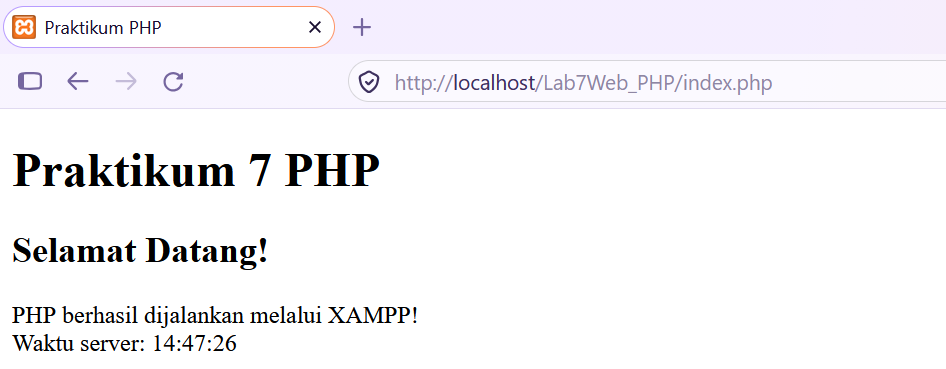 Praktikum PHP
http://localhost/Lab7Web_PHP/index.php
Praktikum 7 PHP
Selamat Datang!
PHP berhasil dijalankan melalui XAMPP!
Waktu server: 14:47:26